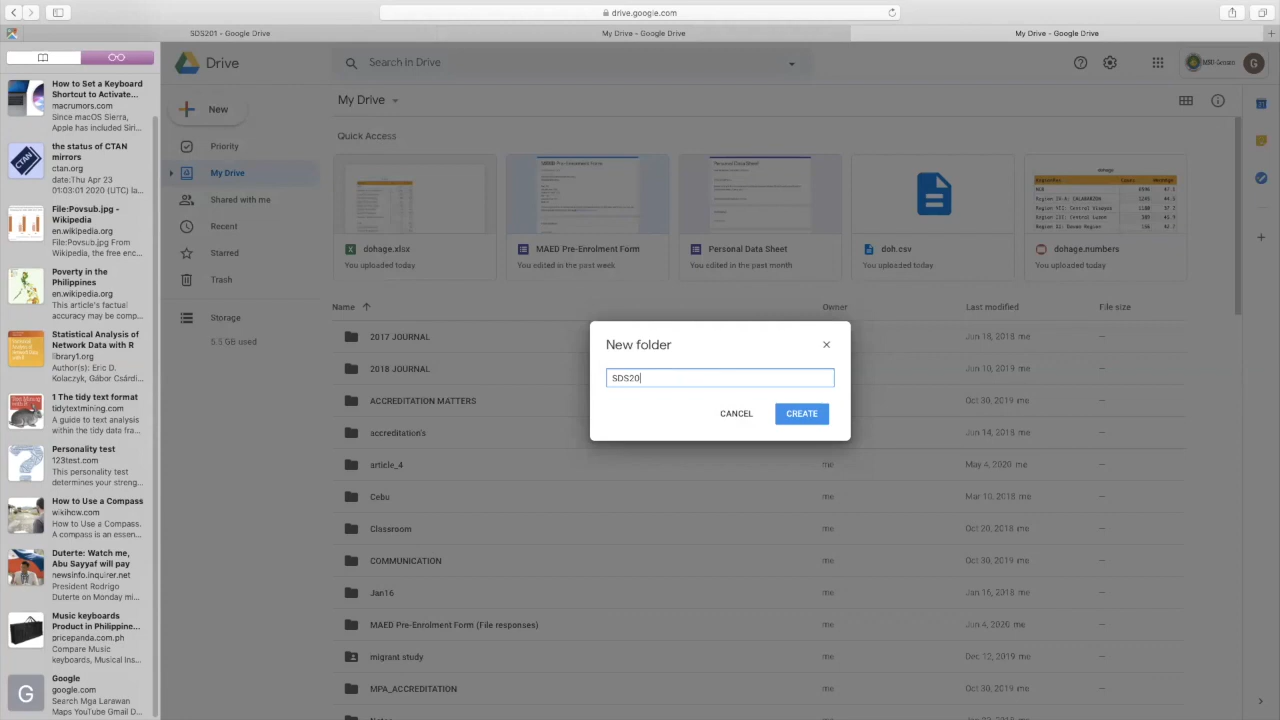 drive.google.com
SDS201 - Google Drive
My Drive - Google Drive
My Drive - Google Drive
How to Set a Keyboard
Shortcut to Activate...
macrumors.com
Since macOS Sierra,
Apple has included Siri...
the status of CTAN
mirrors
ctan.org
date:Thu Apr 23
01:03:01 2020 (UTC) la...
File:Povsub.jpg -
Wikipedia
en.wikipedia.org
File:Povsub.jpg From
Wikipedia, the free enc...
Poverty in the
Philippines
en.wikipedia.org
This article's factual
accuracy may be comp...
Statistical Analysis of
Network Data with R
library1.org
Author(s): Eric D.
Kolaczyk, Gábor Csárdi...
1 The tidy text format
tidytextmining.com
A guide to text analysis
within the tidy data fra...
Personality test
123test.com
This personality test
determines your streng...
How to Use a Compass
wikihow.com
How to Use a Compass.
A compass is an essen...
Duterte: Watch me,
Abu Sayyaf will pay
newsinfo.inquirer.net
President Rodrigo
Duterte on Monday mi...
Music keyboards
Product in Philippine...
pricepanda.com.ph
Compare Music
keyboards, Musical Ins...
G
Google
google.com
Search Mga Larawan
Maps YouTube Gmail D...
Drive
Search in Drive
G
New
Priority
My Drive
Shared with me
Recent
Starred
Trash
Storage
5.5 GB used
My Drive
Quick Access
dohage.xlsx
You uploaded today
MAED Pre-Enrolment Form
You edited in the past week
Personal Data Sheet
Personal Data Sheet
You edited in the past month
doh.csv
You uploaded today
dohage.numbers
You uploaded today
Name Owner Last modified File size
2017 JOURNAL Jun 18, 2018 me —
2018 JOURNAL Jun 10, 2019 me —
ACCREDITATION MATTERS Oct 30, 2019 me —
accreditation's Jun 14, 2018 me —
article_4 me May 4, 2020 me —
Cebu me Mar 10, 2018 me —
Classroom me Oct 20, 2018 me —
COMMUNICATION me Oct 30, 2019 me —
Jan16 me Jan 16, 2018 me —
MAED Pre-Enrolment Form (File responses) me Jun 4, 2020 me —
migrant study me Dec 12, 2019 me —
MPA_ACCREDITATION me Oct 30, 2019 me —
New folder
SDS20
CANCEL CREATE